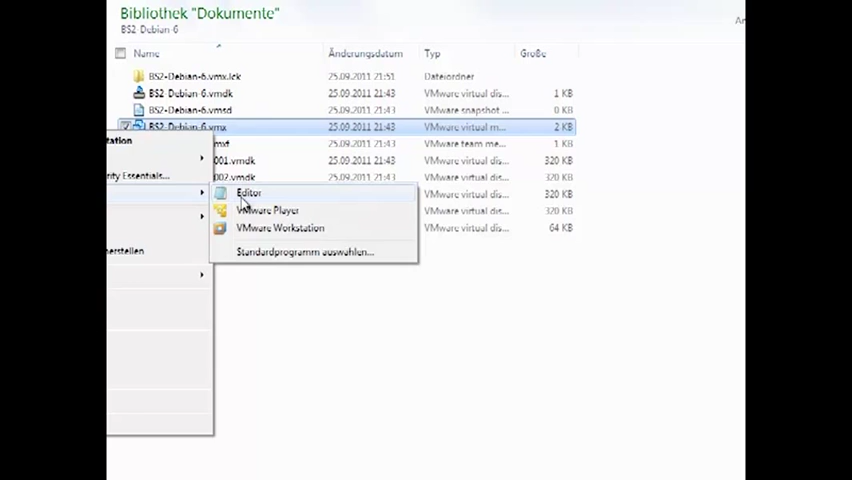 Bibliothek "Dokumente"
BS2-Debian-6
Name Änderungsdatum Typ Größe
BS2-Debian-6.vmx.lck 25.09.2011 21:51 Dateiordner
BS2-Debian-6.vmdk 25.09.2011 21:43 VMware virtual dis... 1 KB
BS2-Debian-6.vmsd 25.09.2011 21:43 VMware snapshot ... 0 KB
BS2-Debian-6.vmx 25.09.2011 21:43 VMware virtual m... 2 KB
25.09.2011 21:43 VMware team me... 1 KB
001.vmdk 25.09.2011 21:43 VMware virtual dis... 320 KB
002.vmdk 25.09.2011 21:43 VMware virtual dis... 320 KB
VMware virtual dis... 320 KB
VMware virtual dis... 320 KB
VMware virtual dis... 64 KB
tation
rity Essentials...
erstellen
Editor
VMware Player
VMware Workstation
Standardprogramm auswählen...